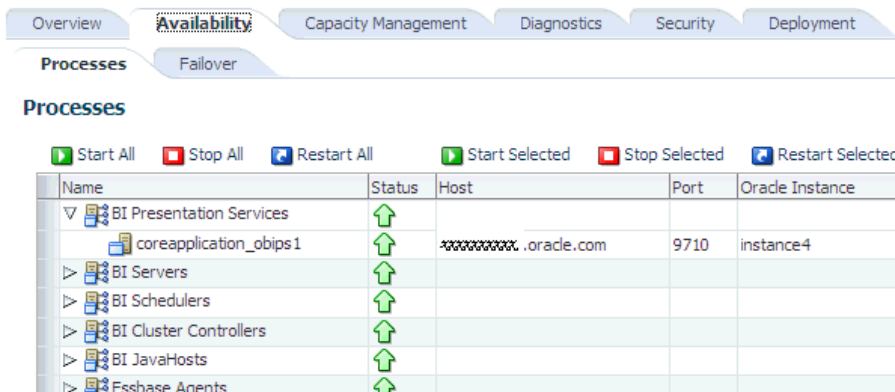 Overview Availability Capacity Management Diagnostics Security Deployment
Processes Failover
Processes
Start All Stop All Restart All Start Selected Stop Selected Restart Selected
Name Status Host Port Oracle Instance
BI Presentation Services
coreapplication_obips1 xxxxxxxxxx.oracle.com 9710 instance4
BI Servers
BI Schedulers
BI Cluster Controllers
BI JavaHosts
Essbase Agents